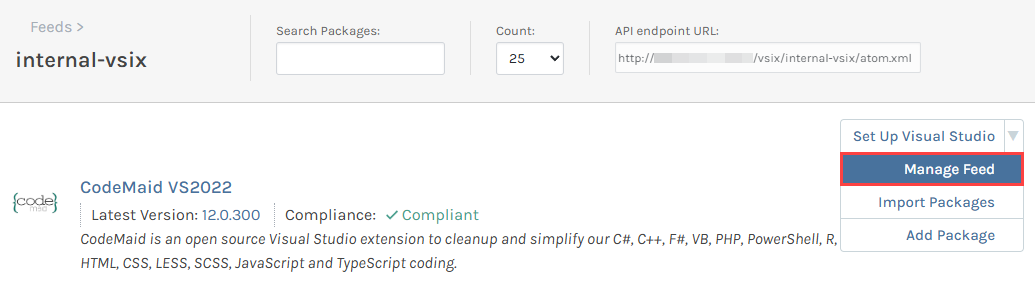 Feeds >
internal-vsix
Search Packages:
Count:
25
API endpoint URL:
http:// /vsix/internal-vsix/atom.xml
Set Up Visual Studio
Manage Feed
Import Packages
Add Package
{code}
maid
CodeMaid VS2022
Latest Version: 12.0.300 Compliance: ✓ Compliant
CodeMaid is an open source Visual Studio extension to cleanup and simplify our C#, C++, F#, VB, PHP, PowerShell, R,
HTML, CSS, LESS, SCSS, JavaScript and TypeScript coding.